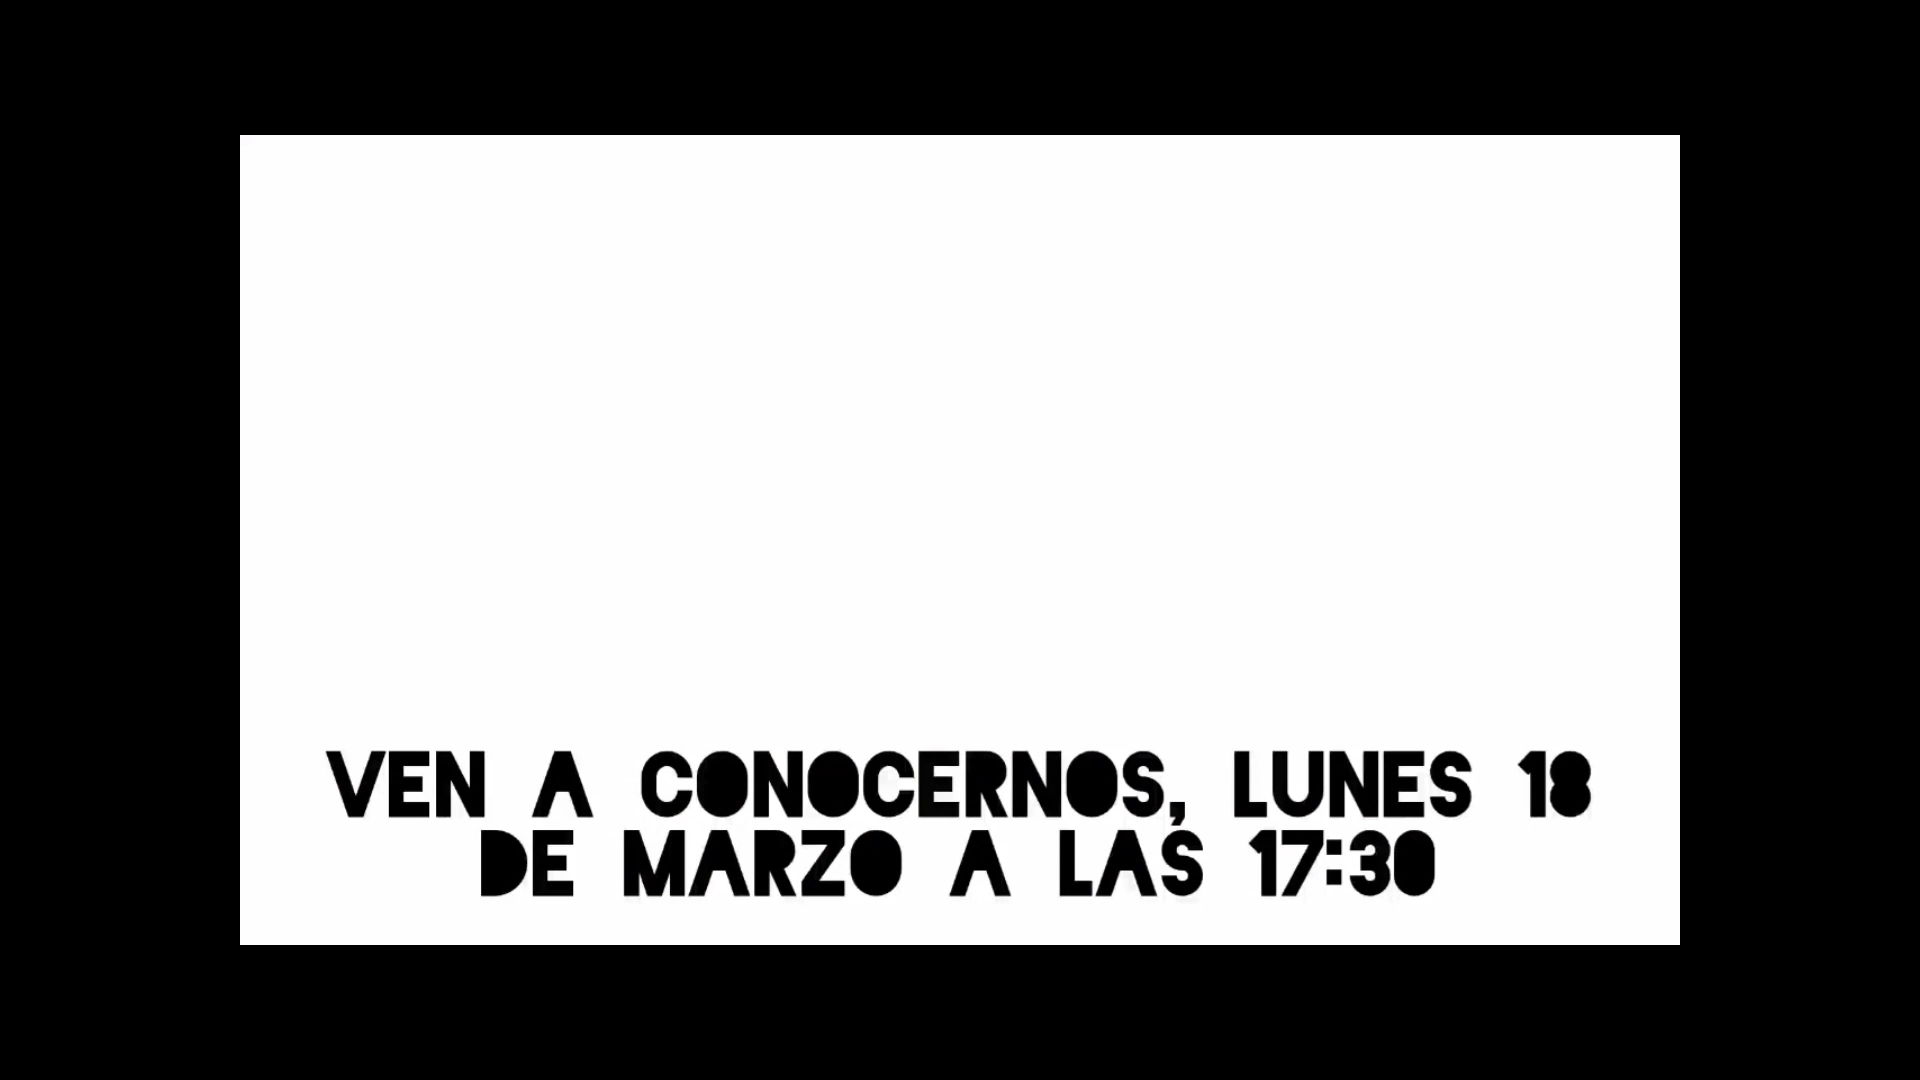 VEN A CONOCERNOS, LUNES 18
DE MARZO A LAS 17:30